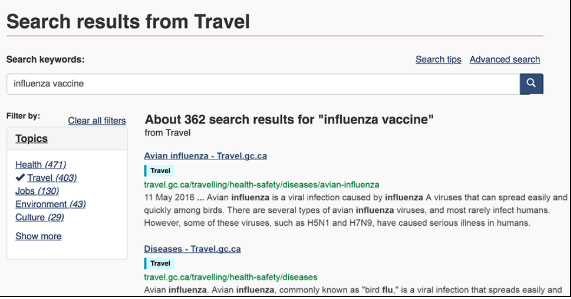 Search results from Travel
Search keywords:
Search tips Advanced search
influenza vaccine
Filter by:
Clear all filters
Topics
Health (471)
Travel (403)
Jobs (130)
Environment (43)
Culture (29)
Show more
About 362 search results for "influenza vaccine"
from Travel
Avian influenza - Travel.gc.ca
Travel
travel.gc.ca/travelling/health-safety/diseases/avian-influenza
11 May 2016 ... Avian influenza is a viral infection caused by influenza A viruses that can spread easily and
quickly among birds. There are several types of avian influenza viruses, and most rarely infect humans.
However, some of these viruses, such as H5N1 and H7N9, have caused serious illness in humans.
Diseases - Travel.gc.ca
Travel
travel.gc.ca/travelling/health-safety/diseases
Avian influenza. Avian influenza, commonly known as "bird flu," is a viral infection that spreads easily and